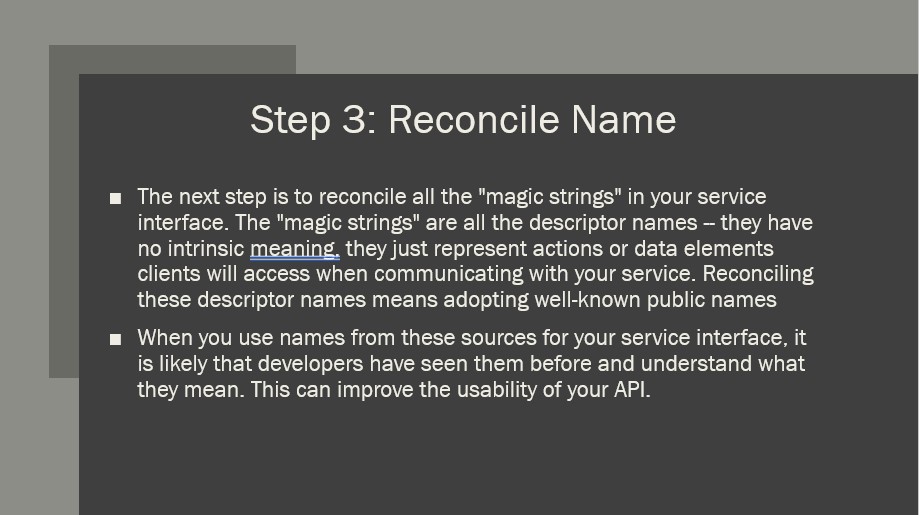 Step 3: Reconcile Name
■ The next step is to reconcile all the "magic strings" in your service
interface. The "magic strings" are all the descriptor names -- they have
no intrinsic meaning, they just represent actions or data elements
clients will access when communicating with your service. Reconciling
these descriptor names means adopting well-known public names
■ When you use names from these sources for your service interface, it
is likely that developers have seen them before and understand what
they mean. This can improve the usability of your API.